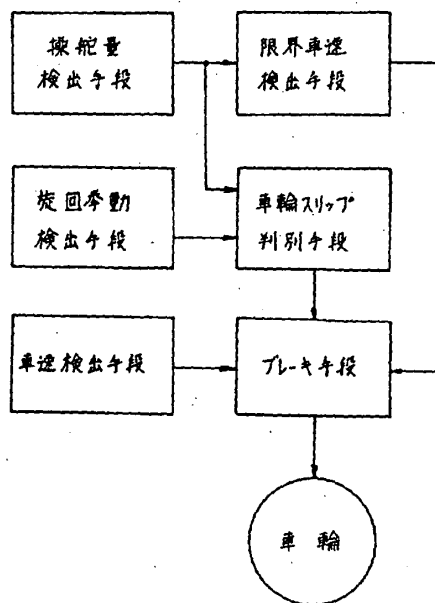 操舵量
検出手段
限界車速
検出手段
旋回挙動
検出手段
車輪スリップ
判別手段
車速検出手段
ブレーキ手段
車輪